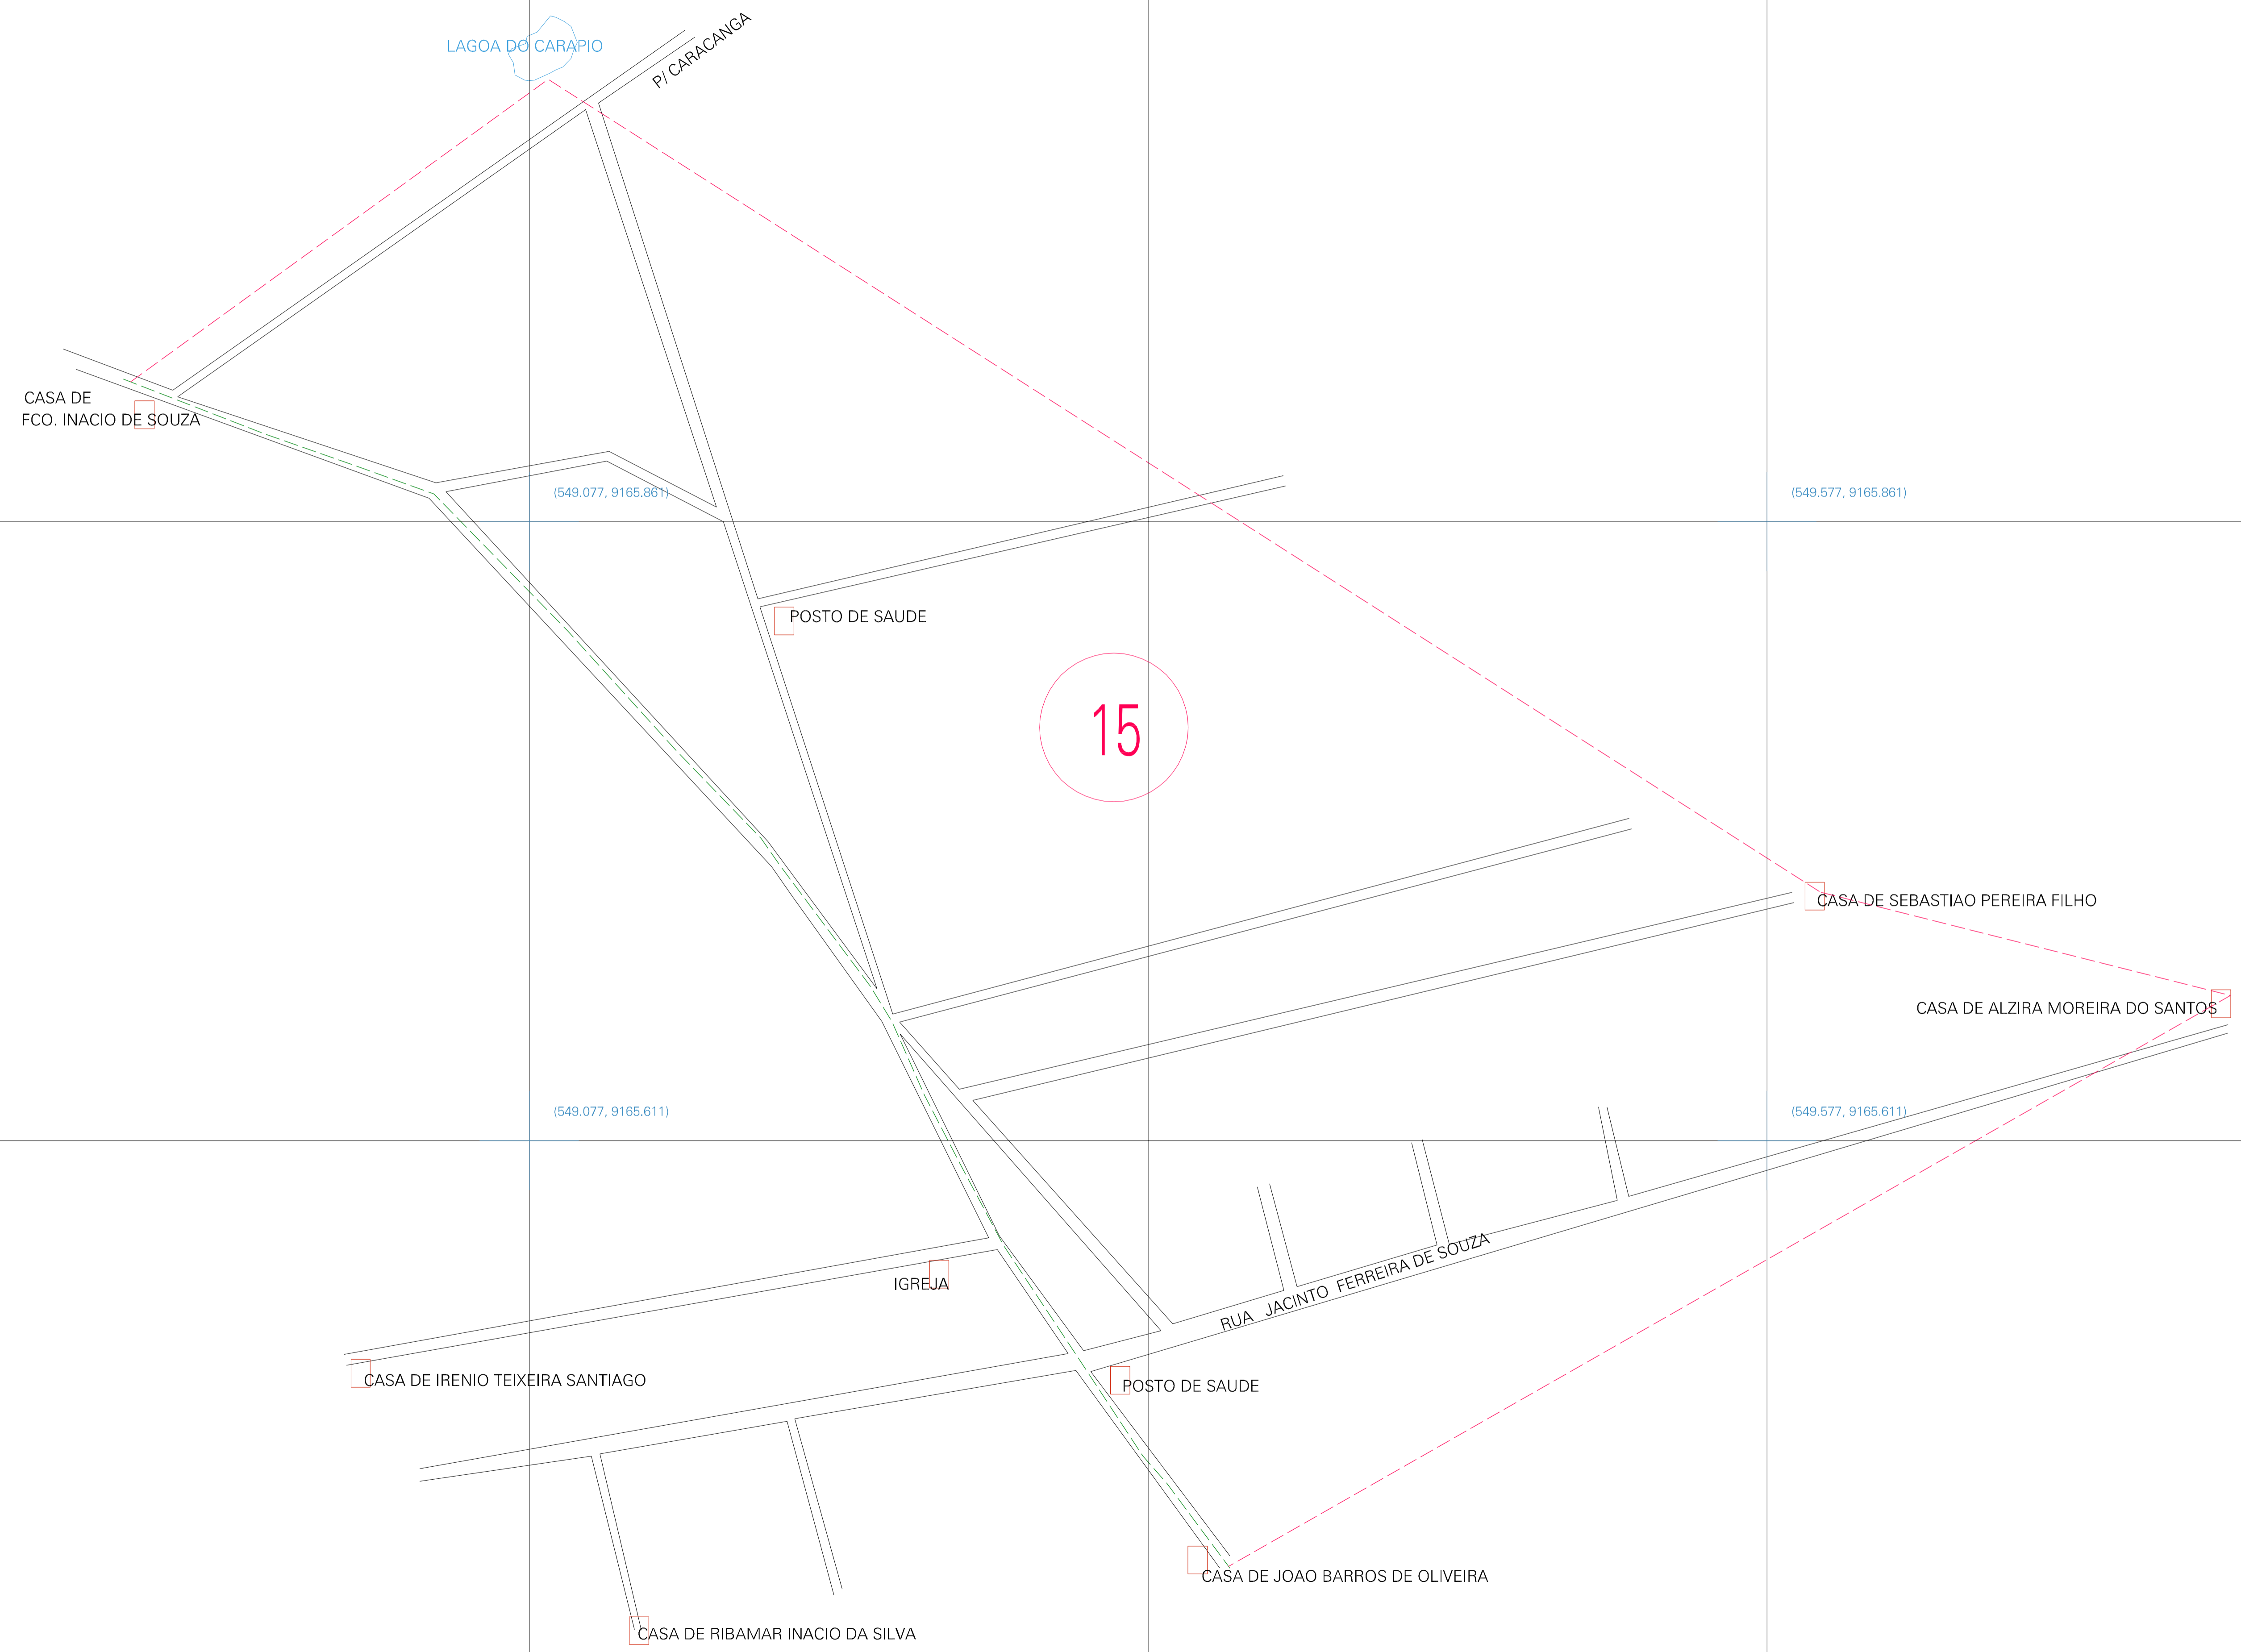 LAGOA DO CARAPIO
P/ CARACANGA
CASA DE
FCO. INACIO DE SOUZA
(549.077, 9165.861)
(549.577, 9165.861)
POSTO DE SAUDE
15
CASA DE SEBASTIAO PEREIRA FILHO
CASA DE ALZIRA MOREIRA DO SANTOS
(549.077, 9165.611)
(549.577, 9165.611)
RUA JACINTO FERREIRA DE SOUZA
IGREJA
CASA DE IRENIO TEIXEIRA SANTIAGO
POSTO DE SAUDE
CASA DE JOAO BARROS DE OLIVEIRA
CASA DE RIBAMAR INACIO DA SILVA